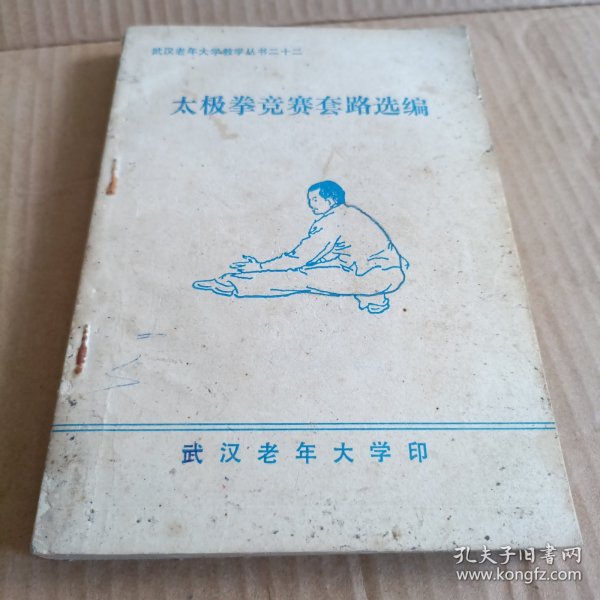 武汉老年大学教学丛书二十二
太极拳竞赛套路选编
武汉老年大学印
孔夫子旧书网
www.kongfz.com